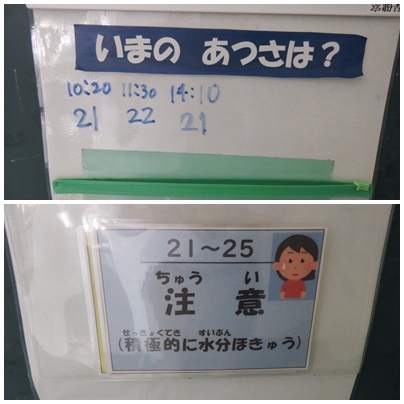 いまの あつさは?
10:20 11:30 14:10
21 22 21
21~25
ちゅう い
注 意
せっきょくてき すいぶん
(積極的に水分ほきゅう)